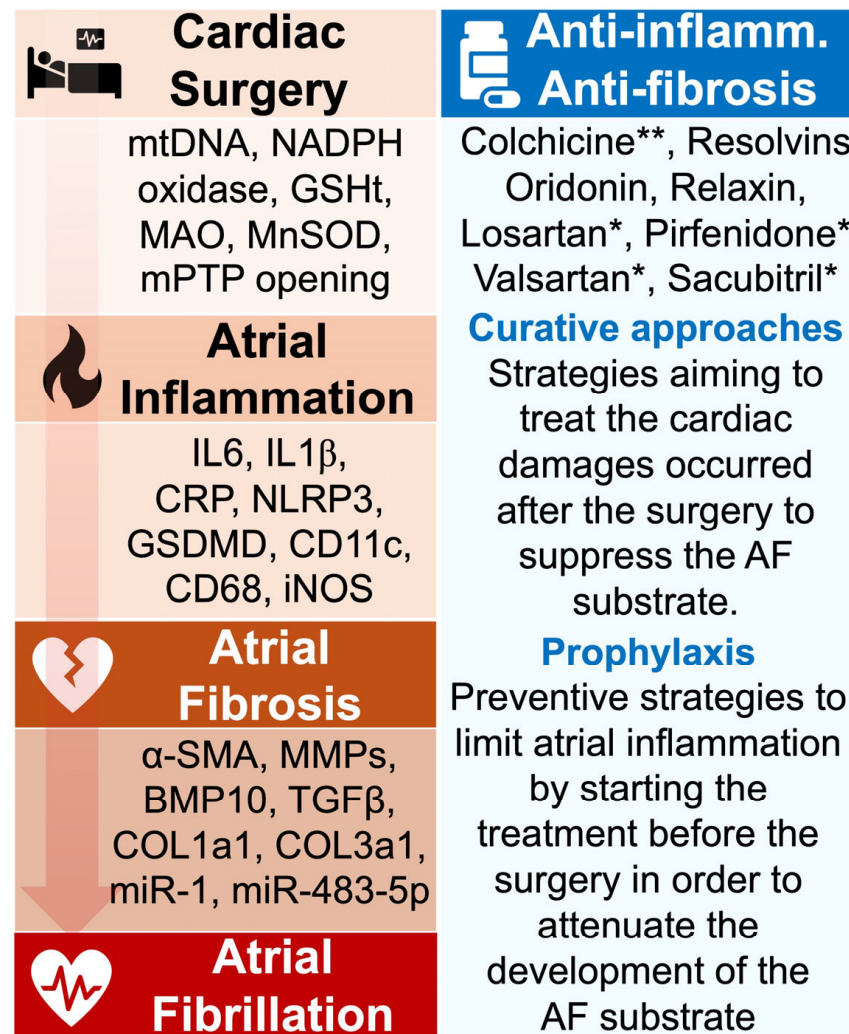 Cardiac
Surgery
mtDNA, NADPH
oxidase, GSHt,
MAO, MnSOD,
mPTP opening
Atrial
Inflammation
IL6, IL1β,
CRP, NLRP3,
GSDMD, CD11c,
CD68, iNOS
Atrial
Fibrosis
α-SMA, MMPs,
BMP10, TGFβ,
COL1a1, COL3a1,
miR-1, miR-483-5p
Atrial
Fibrillation
Anti-inflamm.
Anti-fibrosis
Colchicine**, Resolvins
Oridonin, Relaxin,
Losartan*, Pirfenidone*
Valsartan*, Sacubitril*
Curative approaches
Strategies aiming to
treat the cardiac
damages occurred
after the surgery to
suppress the AF
substrate.
Prophylaxis
Preventive strategies to
limit atrial inflammation
by starting the
treatment before the
surgery in order to
attenuate the
development of the
AF substrate